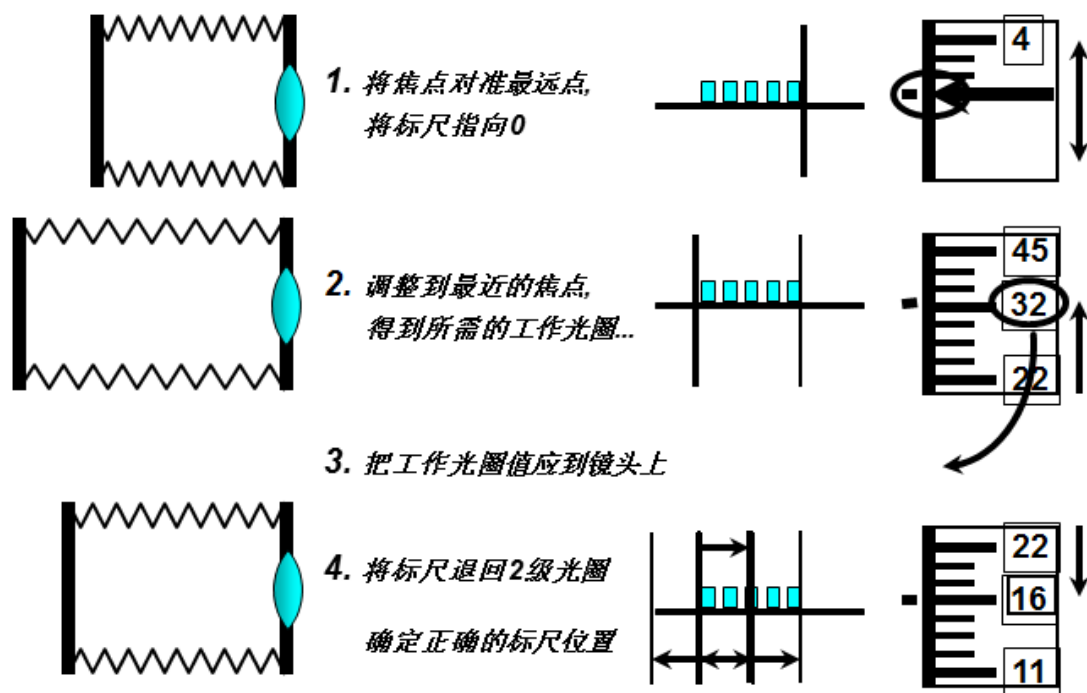 1. 将焦点对准最远点,
将标尺指向0
4
2. 调整到最近的焦点,
得到所需的工作光圈...
45
32
22
3. 把工作光圈值应到镜头上
4. 将标尺退回2级光圈
确定正确的标尺位置
22
16
11